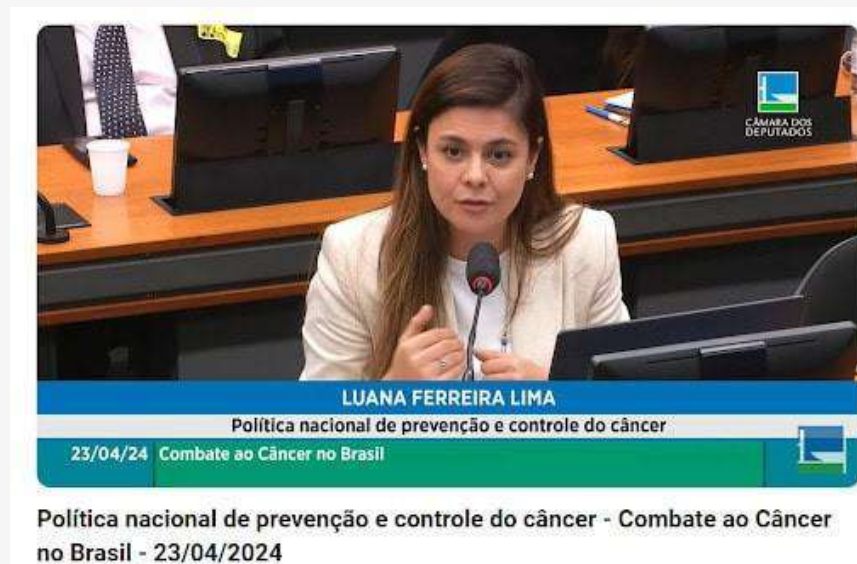 CÂMARA DOS
DEPUTADOS
LUANA FERREIRA LIMA
Política nacional de prevenção e controle do câncer
23/04/24 Combate ao Câncer no Brasil
Política nacional de prevenção e controle do câncer - Combate ao Câncer
no Brasil - 23/04/2024